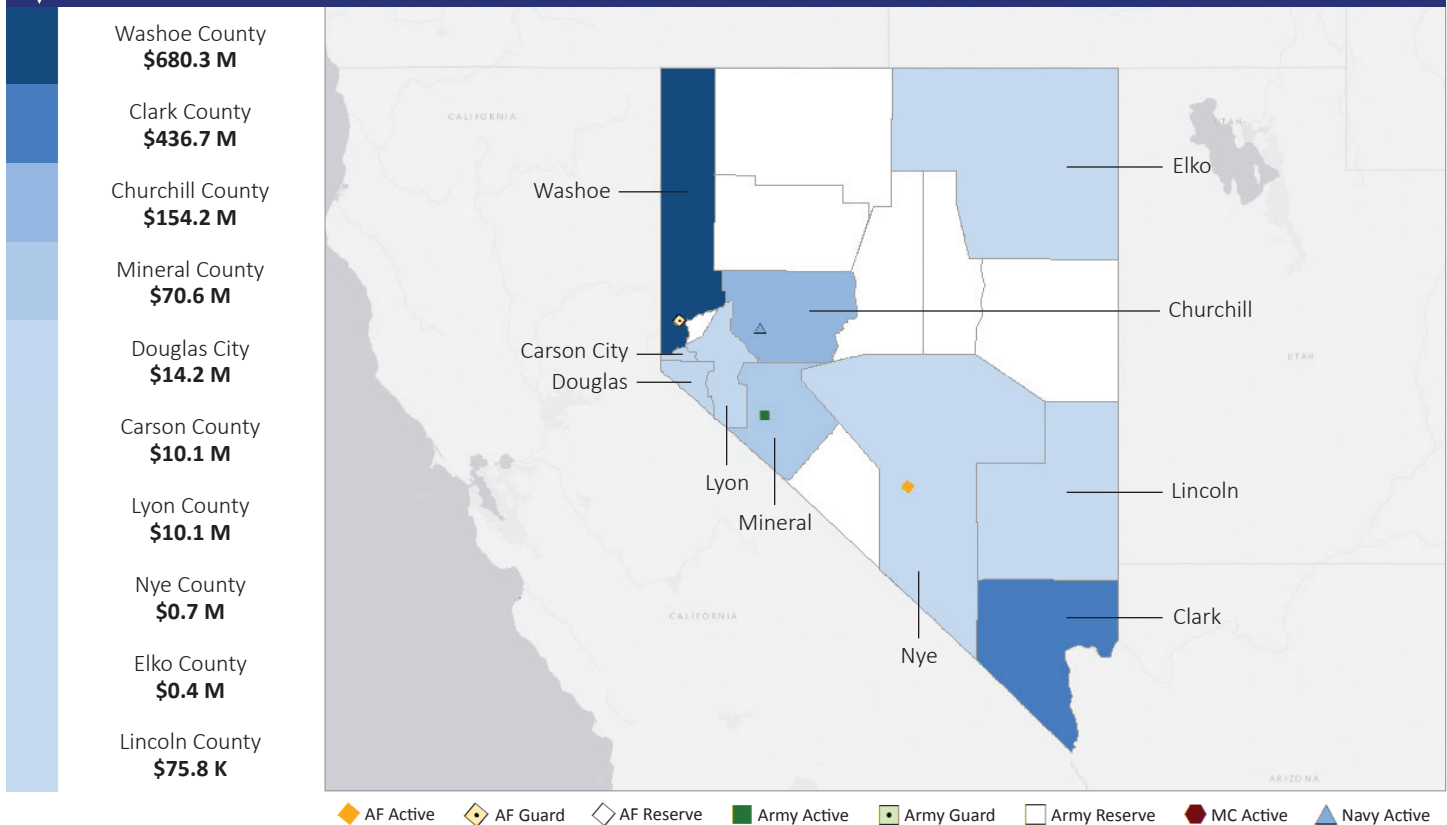 Washoe County
$680.3 M
Clark County
$436.7 M
Churchill County
$154.2 M
Mineral County
$70.6 M
Douglas City
$14.2 M
Carson County
$10.1 M
Lyon County
$10.1 M
Nye County
$0.7 M
Elko County
$0.4 M
Lincoln County
$75.8 K
CALIFORNIA
UTAH
Elko
Washoe
Churchill
Carson City
UTAH
Douglas
Lyon
Lincoln
Mineral
CALIFORNIA
Clark
Nye
ARIZONA
AF Active AF Guard AF Reserve Army Active Army Guard Army Reserve MC Active Navy Active